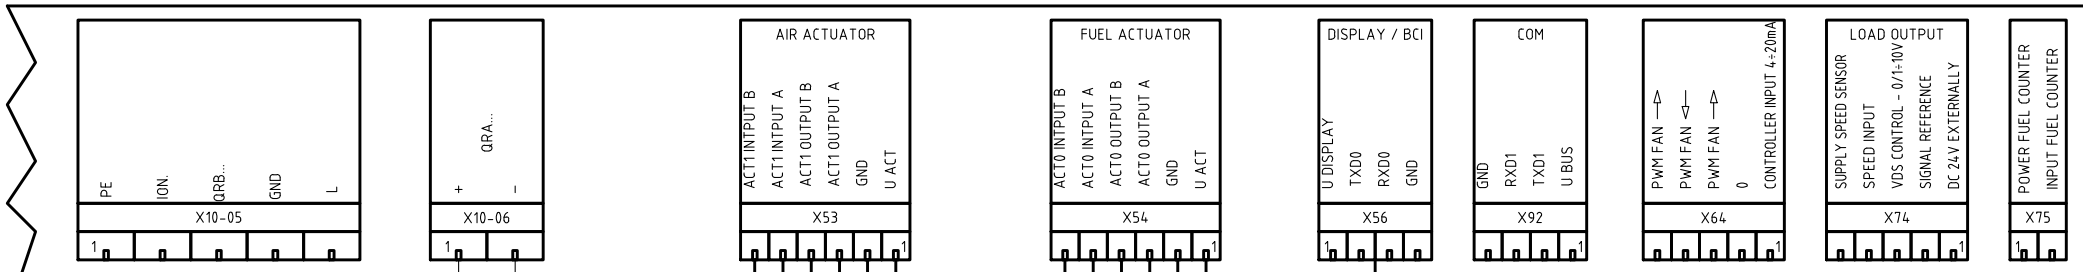 PE
ION.
QRB...
GND
L
X10-05
1
QRA...
+
-
X10-06
1
AIR ACTUATOR
ACT1 INTPUT B
ACT1 INTPUT A
ACT1 OUTPUT B
ACT1 OUTPUT A
GND
U ACT
X53
1
FUEL ACTUATOR
ACT0 INTPUT B
ACT0 INTPUT A
ACT0 OUTPUT B
ACT0 OUTPUT A
GND
U ACT
X54
1
DISPLAY / BCI
U DISPLAY
TXD0
RXD0
GND
X56
1
COM
GND
RXD1
TXD1
U BUS
X92
1
PWM FAN
PWM FAN
PWM FAN
0
CONTROLLER INPUT 4÷20mA
X64
1
LOAD OUTPUT
SUPPLY SPEED SENSOR
SPEED INPUT
VDS CONTROL - 0/1÷10V
SIGNAL REFERENCE
DC 24V EXTERNALLY
X74
1
POWER FUEL COUNTER
INPUT FUEL COUNTER
X75
1